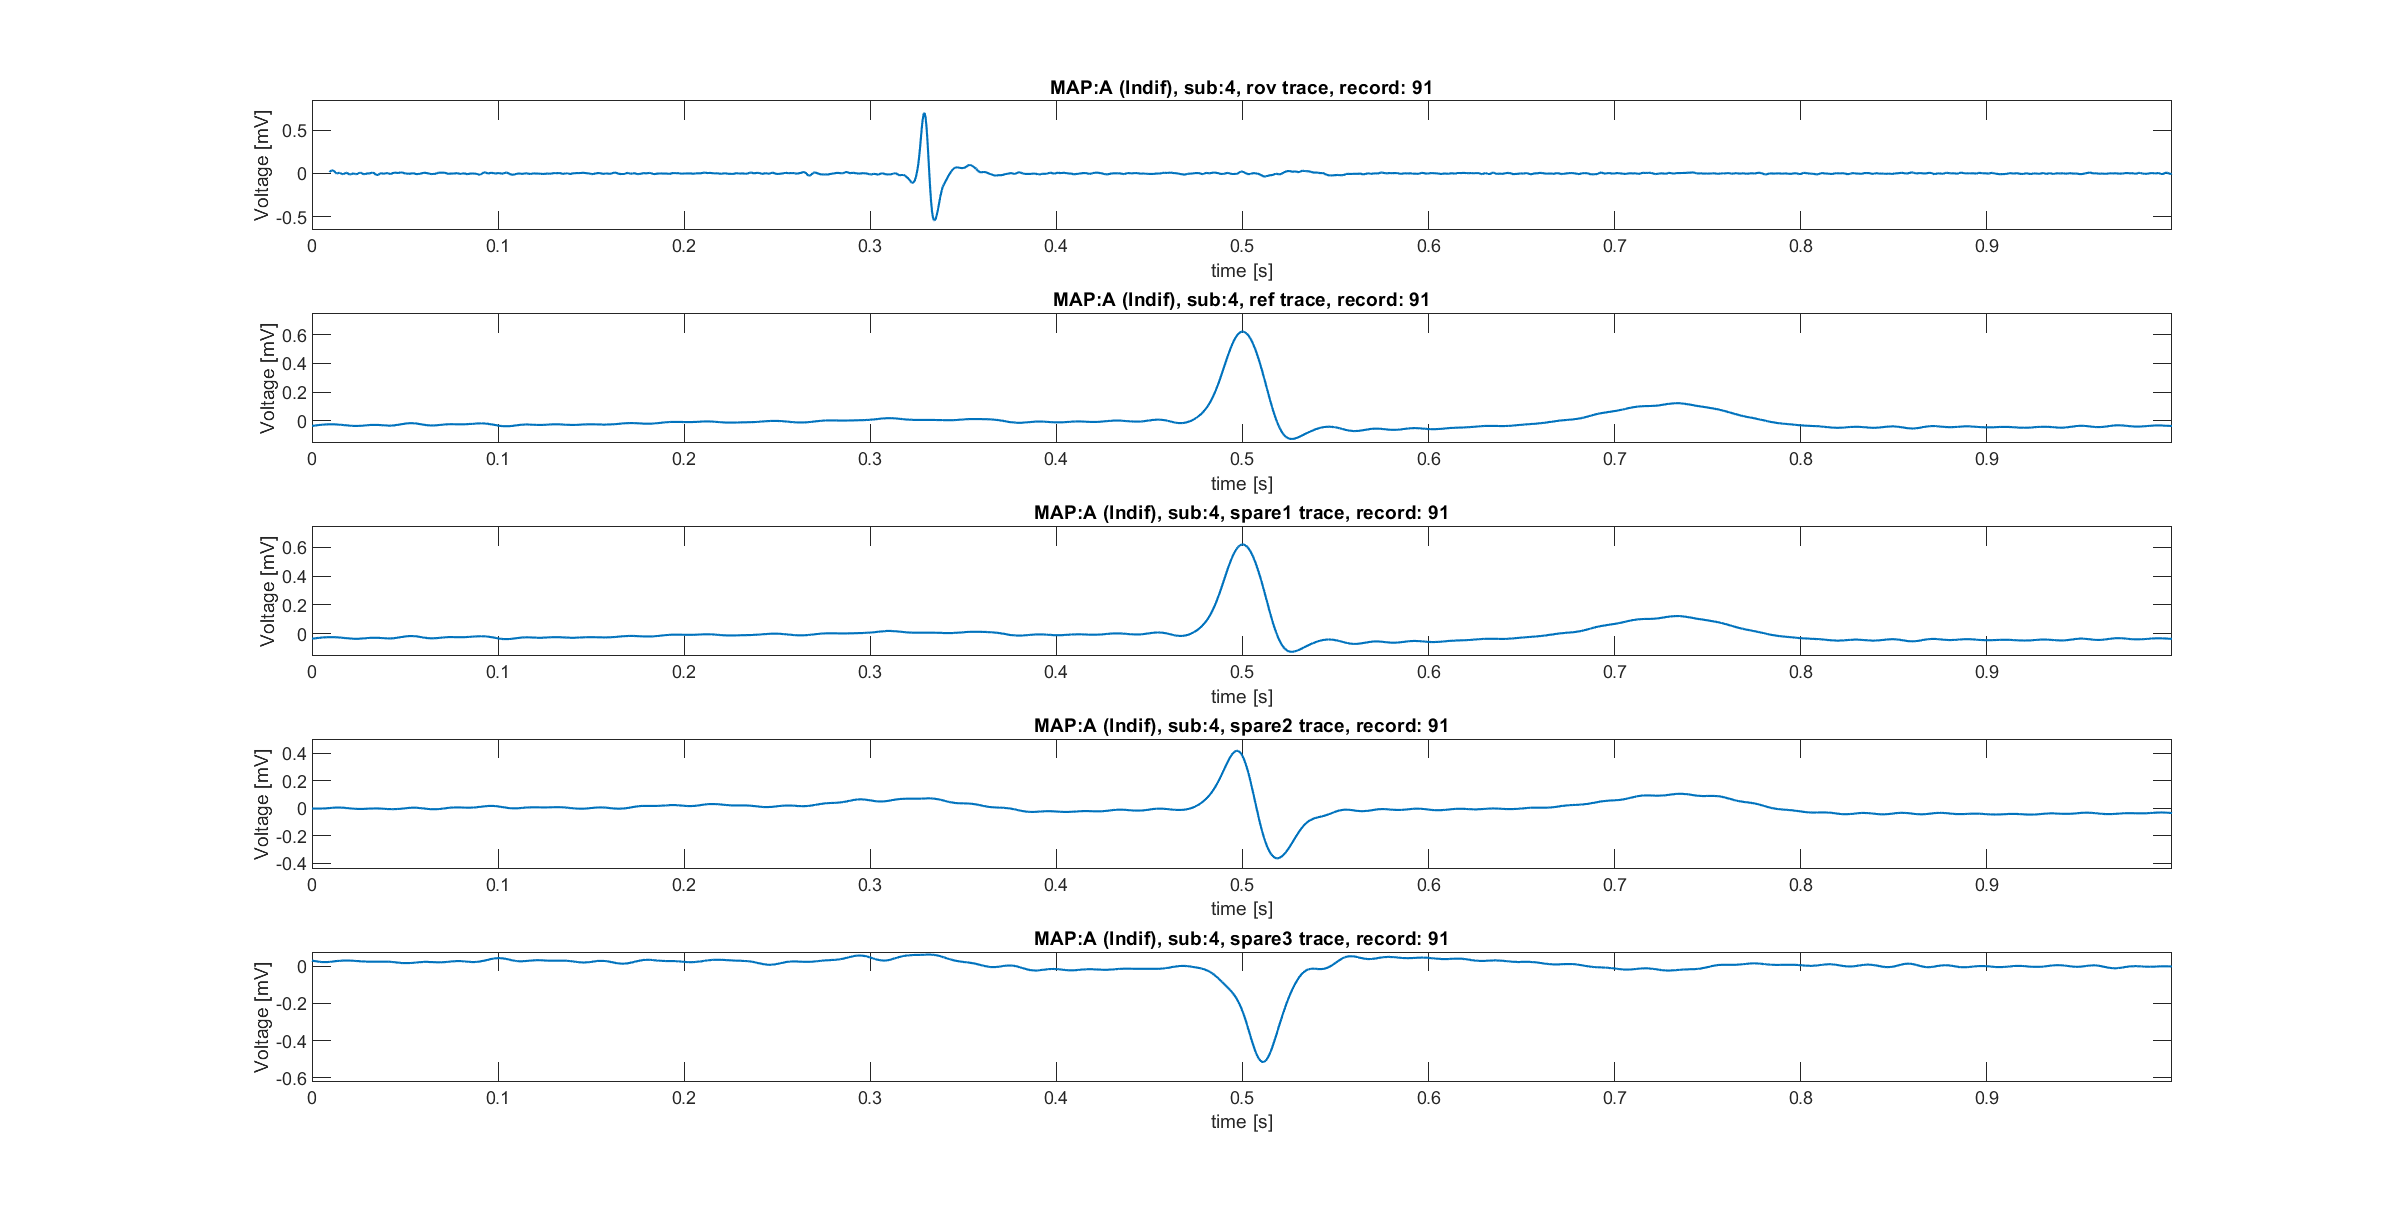 MAP:A (Indif), sub:4, rov trace, record: 91
Voltage [mV]
0.5
0
-0.5
0 0.1 0.2 0.3 0.4 0.5 0.6 0.7 0.8 0.9
time [s]
MAP:A (Indif), sub:4, ref trace, record: 91
Voltage [mV]
0.6
0.4
0.2
0
0 0.1 0.2 0.3 0.4 0.5 0.6 0.7 0.8 0.9
time [s]
MAP:A (Indif), sub:4, spare1 trace, record: 91
Voltage [mV]
0.6
0.4
0.2
0
0 0.1 0.2 0.3 0.4 0.5 0.6 0.7 0.8 0.9
time [s]
MAP:A (Indif), sub:4, spare2 trace, record: 91
Voltage [mV]
0.4
0.2
0
-0.2
-0.4
0 0.1 0.2 0.3 0.4 0.5 0.6 0.7 0.8 0.9
time [s]
MAP:A (Indif), sub:4, spare3 trace, record: 91
Voltage [mV]
0
-0.2
-0.4
-0.6
0 0.1 0.2 0.3 0.4 0.5 0.6 0.7 0.8 0.9
time [s]